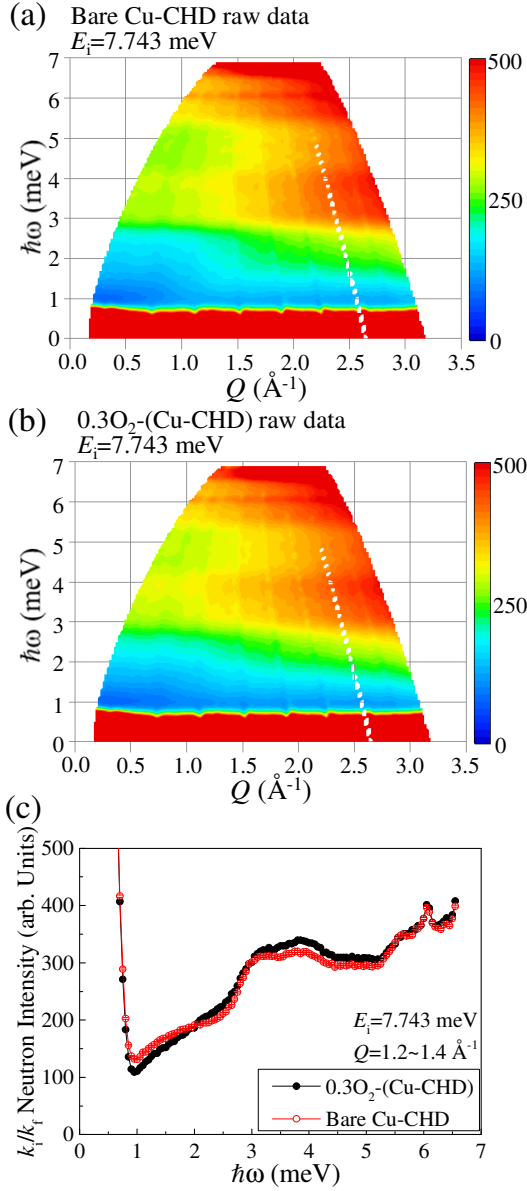 (a)
Bare Cu-CHD raw data
E_i=7.743 meV
ħω (meV)
7
6
5
4
3
2
1
0
0.0 0.5 1.0 1.5 2.0 2.5 3.0 3.5
Q (Å⁻¹)
500
250
0
(b)
0.3O₂-(Cu-CHD) raw data
E_i=7.743 meV
ħω (meV)
7
6
5
4
3
2
1
0
0.0 0.5 1.0 1.5 2.0 2.5 3.0 3.5
Q (Å⁻¹)
500
250
0
(c)
k_i/k_f Neutron Intensity (arb. Units)
500
400
300
200
100
0
E_i=7.743 meV
Q=1.2~1.4 Å⁻¹
0.3O₂-(Cu-CHD)
Bare Cu-CHD
0 1 2 3 4 5 6 7
ħω (meV)